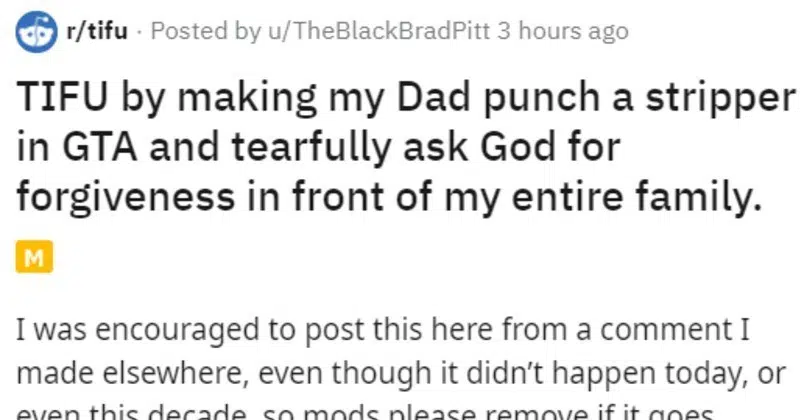 r/tifu · Posted by u/TheBlackBradPitt 3 hours ago
TIFU by making my Dad punch a stripper
in GTA and tearfully ask God for
forgiveness in front of my entire family.
M
I was encouraged to post this here from a comment I
made elsewhere, even though it didn't happen today, or
even this decade, so mods please remove if it goes